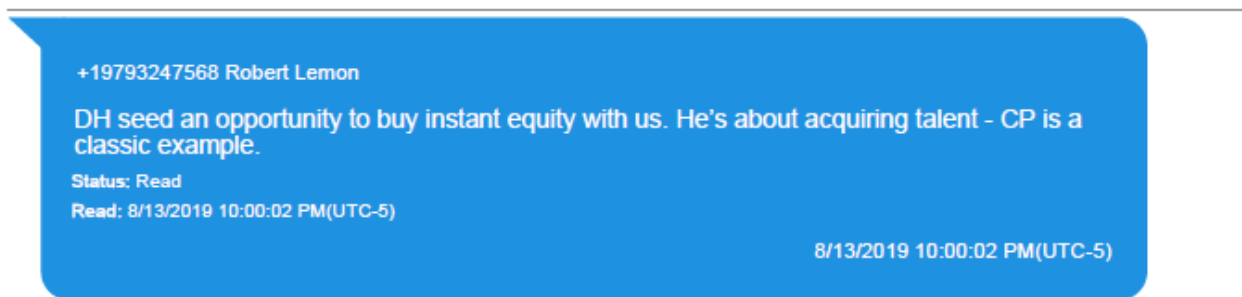 +19793247568 Robert Lemon
DH seed an opportunity to buy instant equity with us. He's about acquiring talent - CP is a
classic example.
Status: Read
Read: 8/13/2019 10:00:02 PM(UTC-5)
8/13/2019 10:00:02 PM(UTC-5)